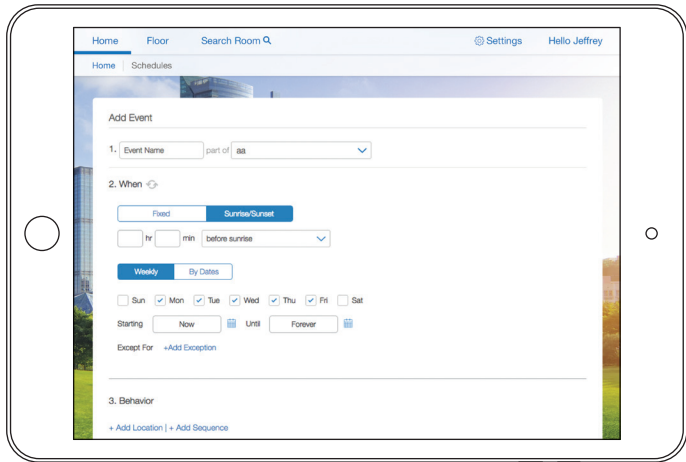 Home Floor Search Room Settings Hello Jeffrey
Home | Schedules
Add Event
1. Event Name part of aa
2. When
Fixed Sunrise/Sunset
hr min before sunrise
Weekly By Dates
Sun Mon Tue Wed Thu Fri Sat
Starting Now Until Forever
Except For +Add Exception
3. Behavior
+ Add Location | + Add Sequence